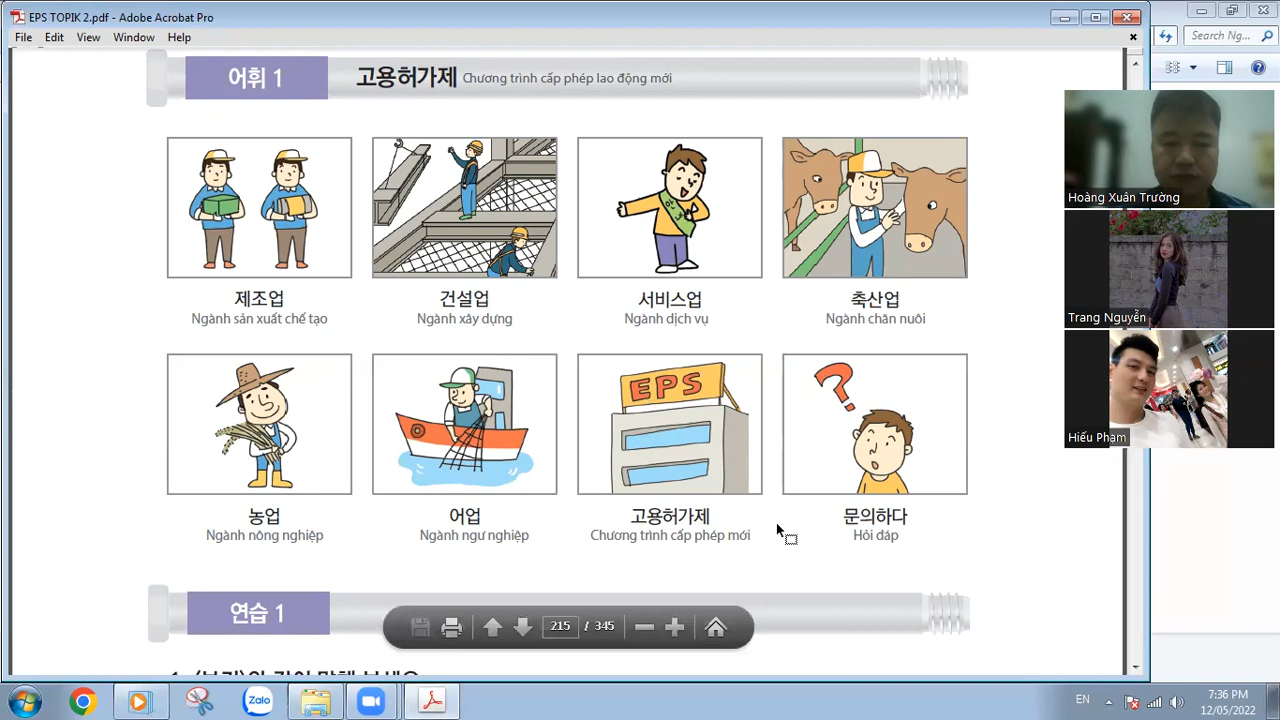 EPS TOPIK 2.pdf - Adobe Acrobat Pro
File Edit View Window Help
Search Ng...
어휘 1 고용허가제 Chương trình cấp phép lao động mới
제조업 건설업 서비스업 축산업
Ngành sản xuất chế tạo Ngành xây dựng Ngành dịch vụ Ngành chăn nuôi
EPS
?
농업 어업 고용허가제 문의하다
Ngành nông nghiệp Ngành ngư nghiệp Chương trình cấp phép mới Hỏi dáp
연습 1
215 / 345
Hoàng Xuân Trường
Trang Nguyễn
Hiếu Phạm
Zalo
EN
7:36 PM
12/05/2022